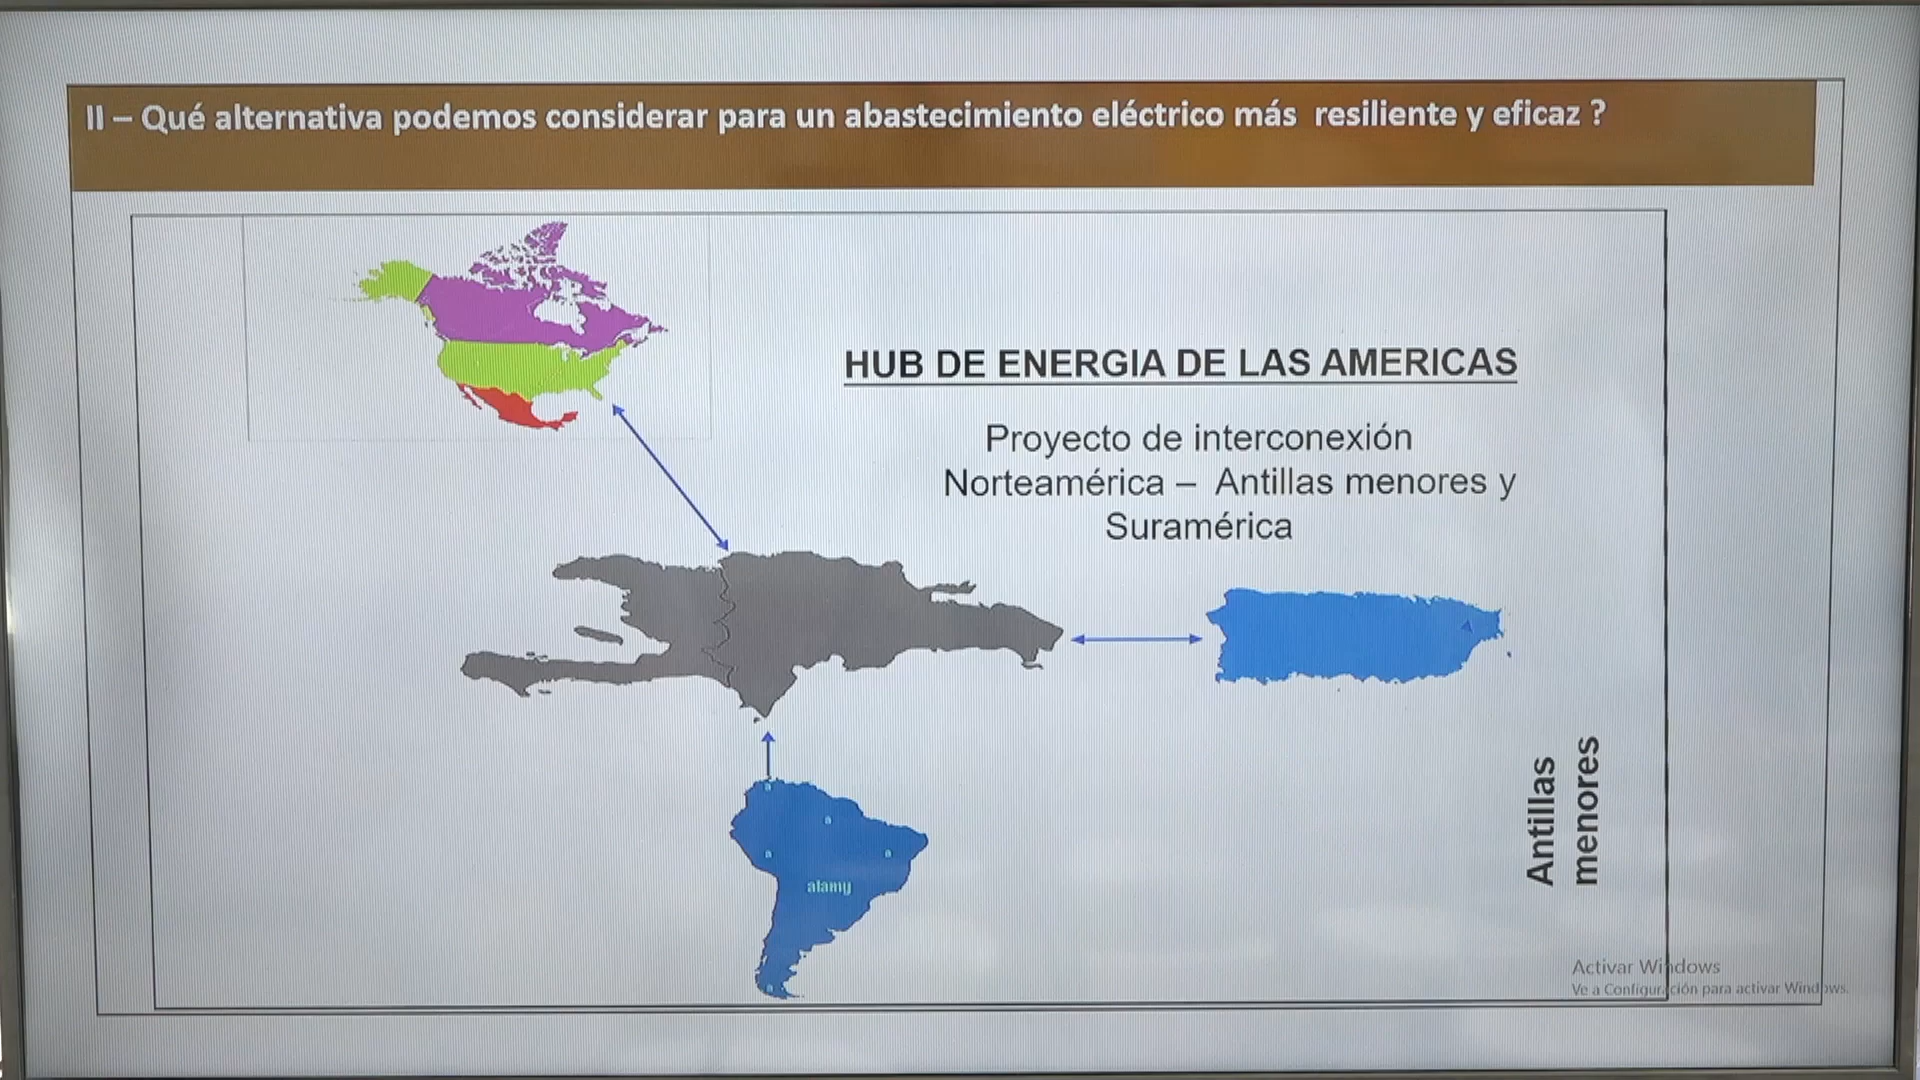 II – Qué alternativa podemos considerar para un abastecimiento eléctrico más resiliente y eficaz ?
HUB DE ENERGIA DE LAS AMERICAS
Proyecto de interconexión
Norteamérica – Antillas menores y
Suramérica
Antillas
menores
a
a
a
a
alamy
a
Activar Windows
Ve a Configuración para activar Windows.